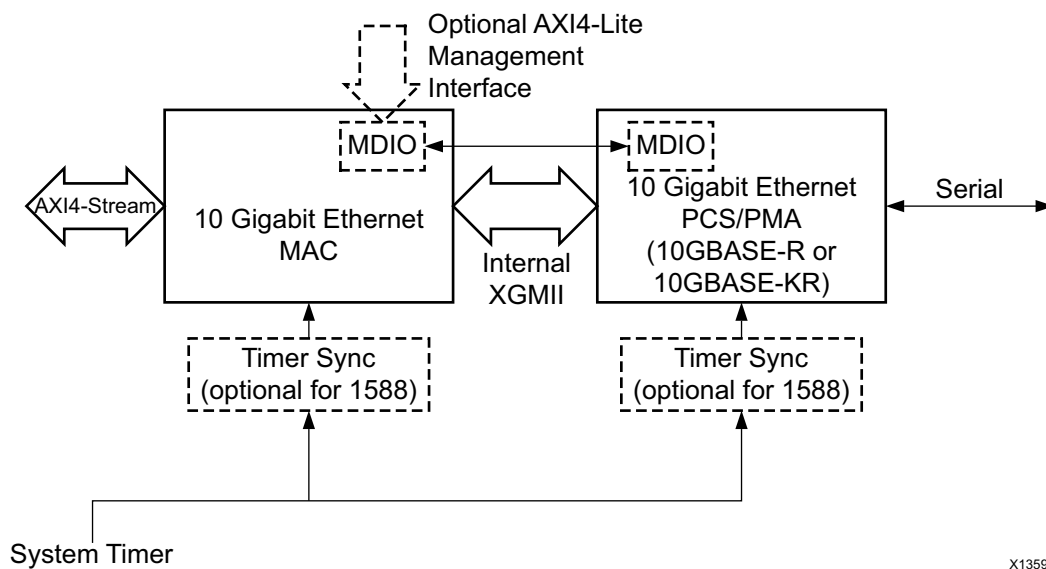 Optional AXI4-Lite
Management
Interface
MDIO
MDIO
AXI4-Stream
10 Gigabit Ethernet
MAC
Internal
XGMII
10 Gigabit Ethernet
PCS/PMA
(10GBASE-R or
10GBASE-KR)
Serial
Timer Sync
(optional for 1588)
Timer Sync
(optional for 1588)
System Timer
X1359